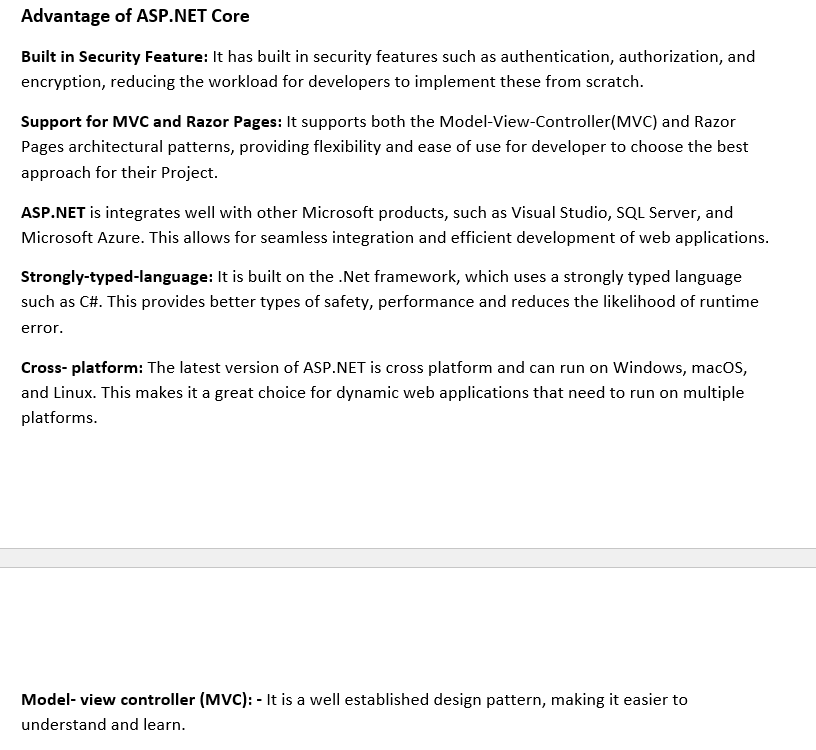 Advantage of ASP.NET Core
Built in Security Feature: It has built in security features such as authentication, authorization, and
encryption, reducing the workload for developers to implement these from scratch.
Support for MVC and Razor Pages: It supports both the Model-View-Controller(MVC) and Razor
Pages architectural patterns, providing flexibility and ease of use for developer to choose the best
approach for their Project.
ASP.NET is integrates well with other Microsoft products, such as Visual Studio, SQL Server, and
Microsoft Azure. This allows for seamless integration and efficient development of web applications.
Strongly-typed-language: It is built on the .Net framework, which uses a strongly typed language
such as C#. This provides better types of safety, performance and reduces the likelihood of runtime
error.
Cross- platform: The latest version of ASP.NET is cross platform and can run on Windows, macOS,
and Linux. This makes it a great choice for dynamic web applications that need to run on multiple
platforms.
Model- view controller (MVC): - It is a well established design pattern, making it easier to
understand and learn.